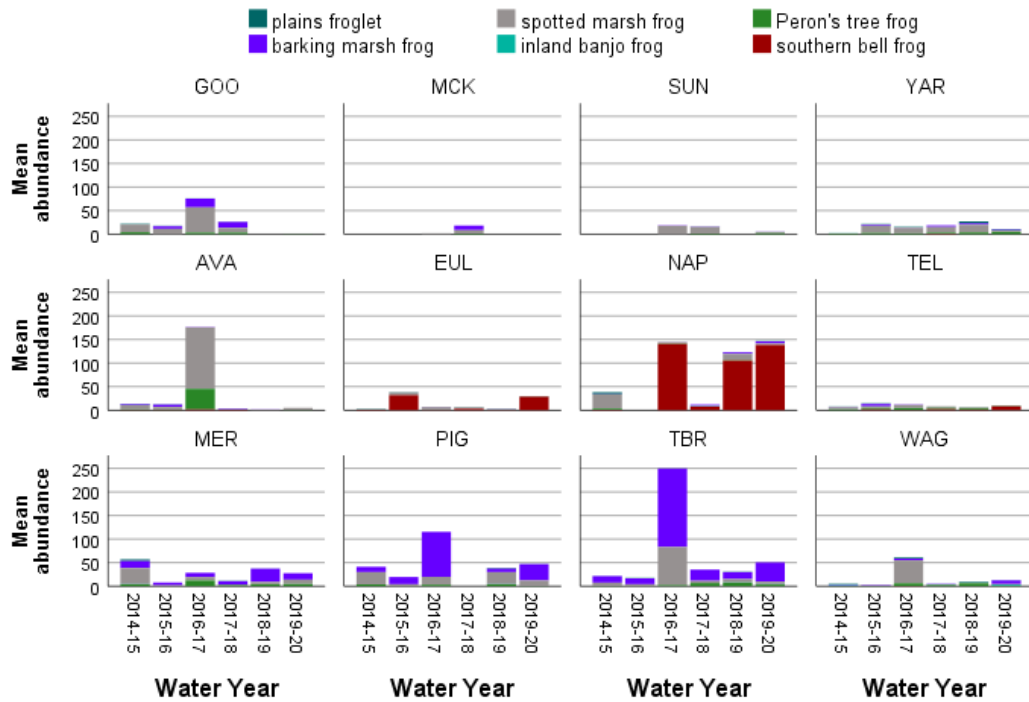 plains froglet spotted marsh frog Peron's tree frog
barking marsh frog inland banjo frog southern bell frog
GOO MCK SUN YAR
Mean abundance
250
200
150
100
50
0
AVA EUL NAP TEL
Mean abundance
250
200
150
100
50
0
MER PIG TBR WAG
Mean abundance
250
200
150
100
50
0
2014-15 2015-16 2016-17 2017-18 2018-19 2019-20 2014-15 2015-16 2016-17 2017-18 2018-19 2019-20 2014-15 2015-16 2016-17 2017-18 2018-19 2019-20 2014-15 2015-16 2016-17 2017-18 2018-19 2019-20
Water Year Water Year Water Year Water Year